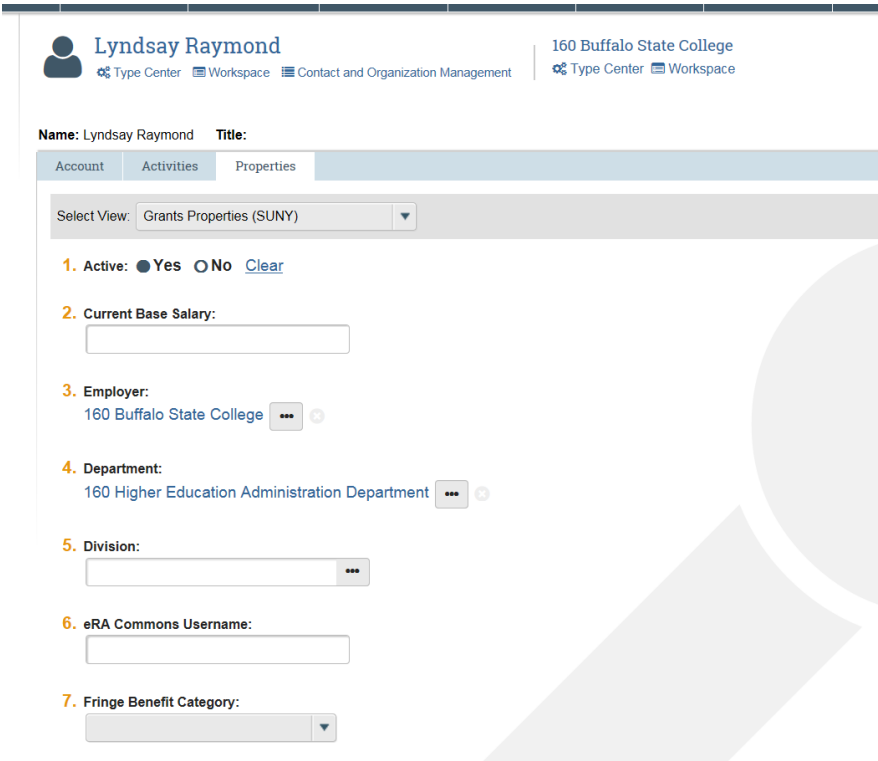 Lyndsay Raymond
Type Center Workspace Contact and Organization Management
160 Buffalo State College
Type Center Workspace
Name: Lyndsay Raymond Title:
Account Activities Properties
Select View: Grants Properties (SUNY)
1. Active: Yes No Clear
2. Current Base Salary:
3. Employer:
160 Buffalo State College •••
4. Department:
160 Higher Education Administration Department •••
5. Division:
•••
6. eRA Commons Username:
7. Fringe Benefit Category: